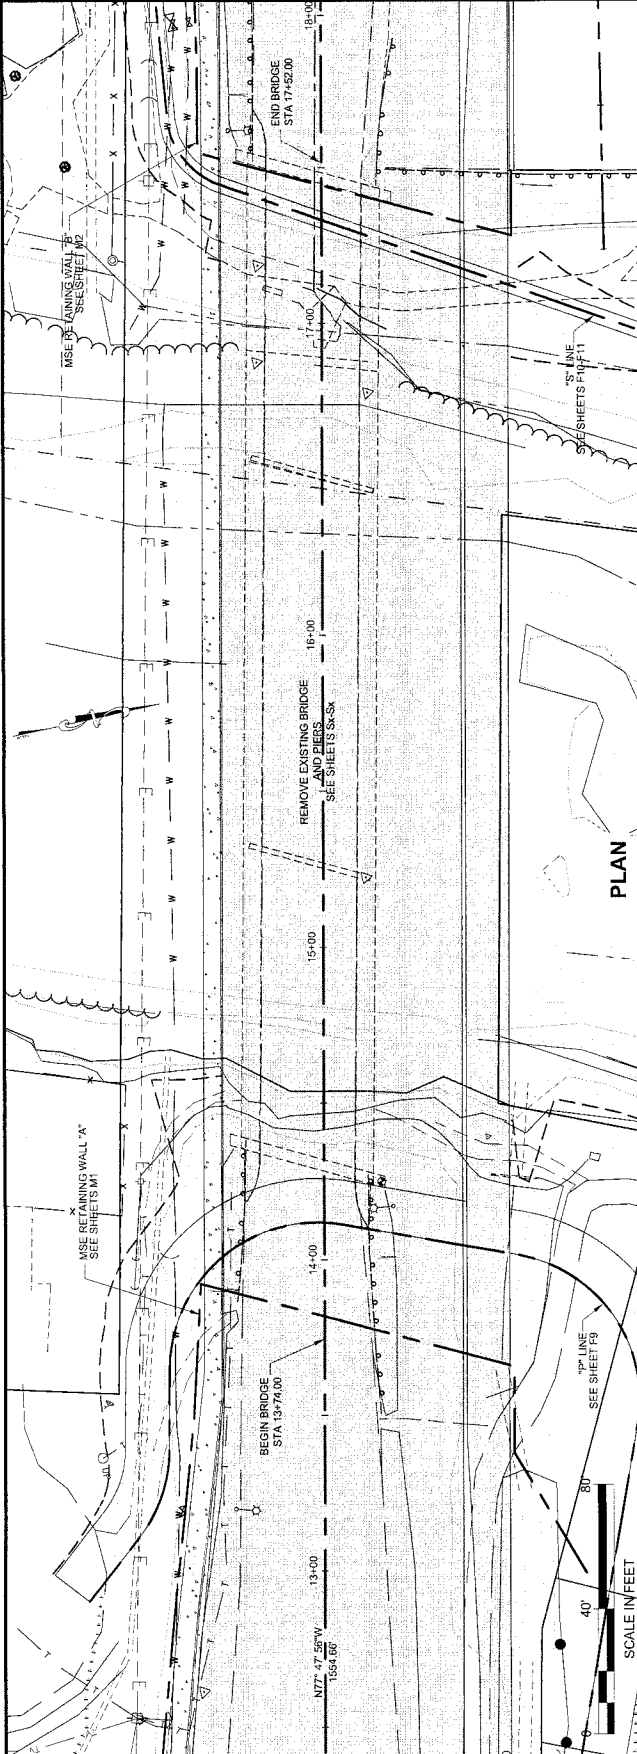 MSE RETAINING WALL "A"
SEE SHEETS M1
MSE RETAINING WALL "B"
SEE SHEET M2
BEGIN BRIDGE
STA 13+74.00
REMOVE EXISTING BRIDGE
AND PIERS
SEE SHEETS Sx-Sx
END BRIDGE
STA 17+52.00
N77° 47' 56"W
1554.66'
13+00
14+00
15+00
16+00
17+00
18+00
"P" LINE
SEE SHEET F9
"S" LINE
SEE SHEETS F10-F11
PLAN
0
40'
80'
SCALE IN FEET